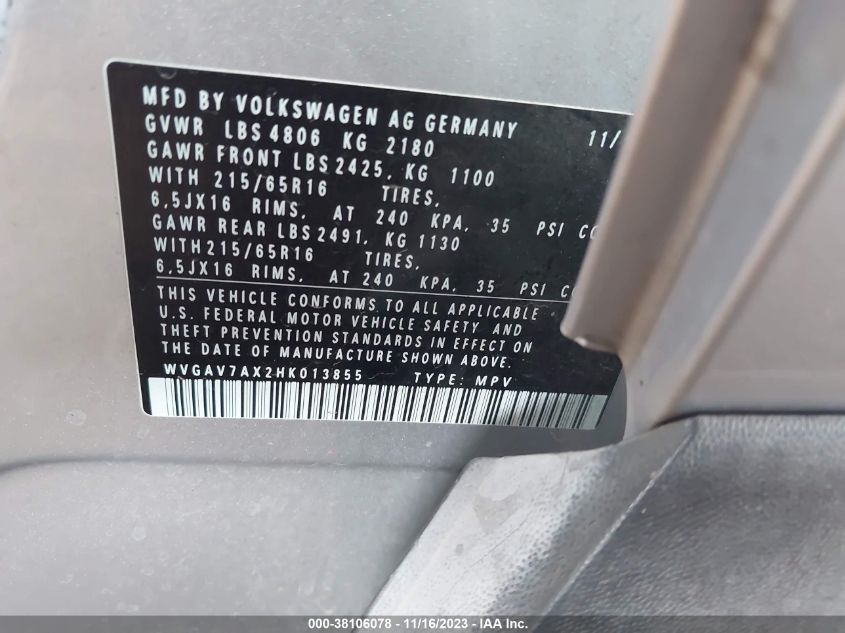 MFD BY VOLKSWAGEN AG GERMANY 11/
GVWR LBS 4806 KG 2180
GAWR FRONT LBS 2425, KG 1100
WITH 215/65R16 TIRES,
6,5JX16 RIMS, AT 240 KPA, 35 PSI CO
GAWR REAR LBS 2491, KG 1130
WITH 215/65R16 TIRES,
6,5JX16 RIMS, AT 240 KPA, 35 PSI C
THIS VEHICLE CONFORMS TO ALL APPLICABLE
U.S. FEDERAL MOTOR VEHICLE SAFETY AND
THEFT PREVENTION STANDARDS IN EFFECT ON
THE DATE OF MANUFACTURE SHOWN ABOVE.
WVGAV7AX2HK013855 TYPE: MPV
000-38106078 - 11/16/2023 - IAA Inc.